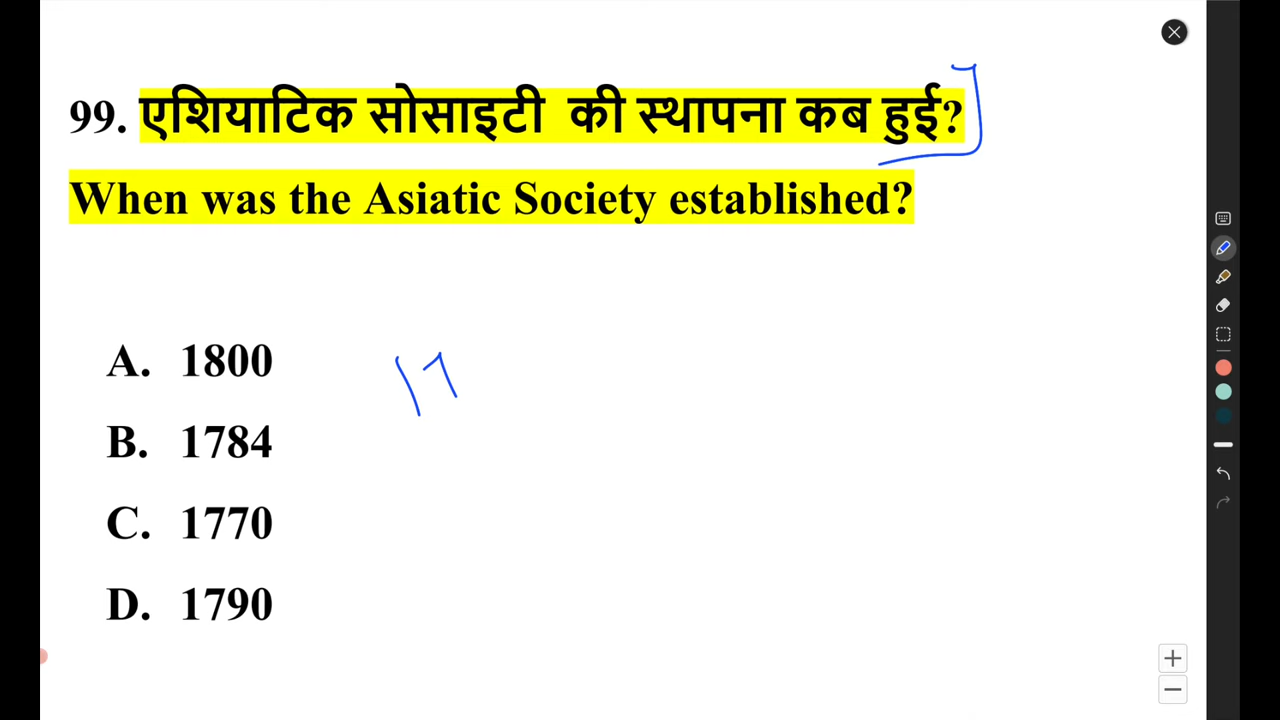 99. एशियाटिक सोसाइटी की स्थापना कब हुई?
When was the Asiatic Society established?
A. 1800
17
B. 1784
C. 1770
D. 1790